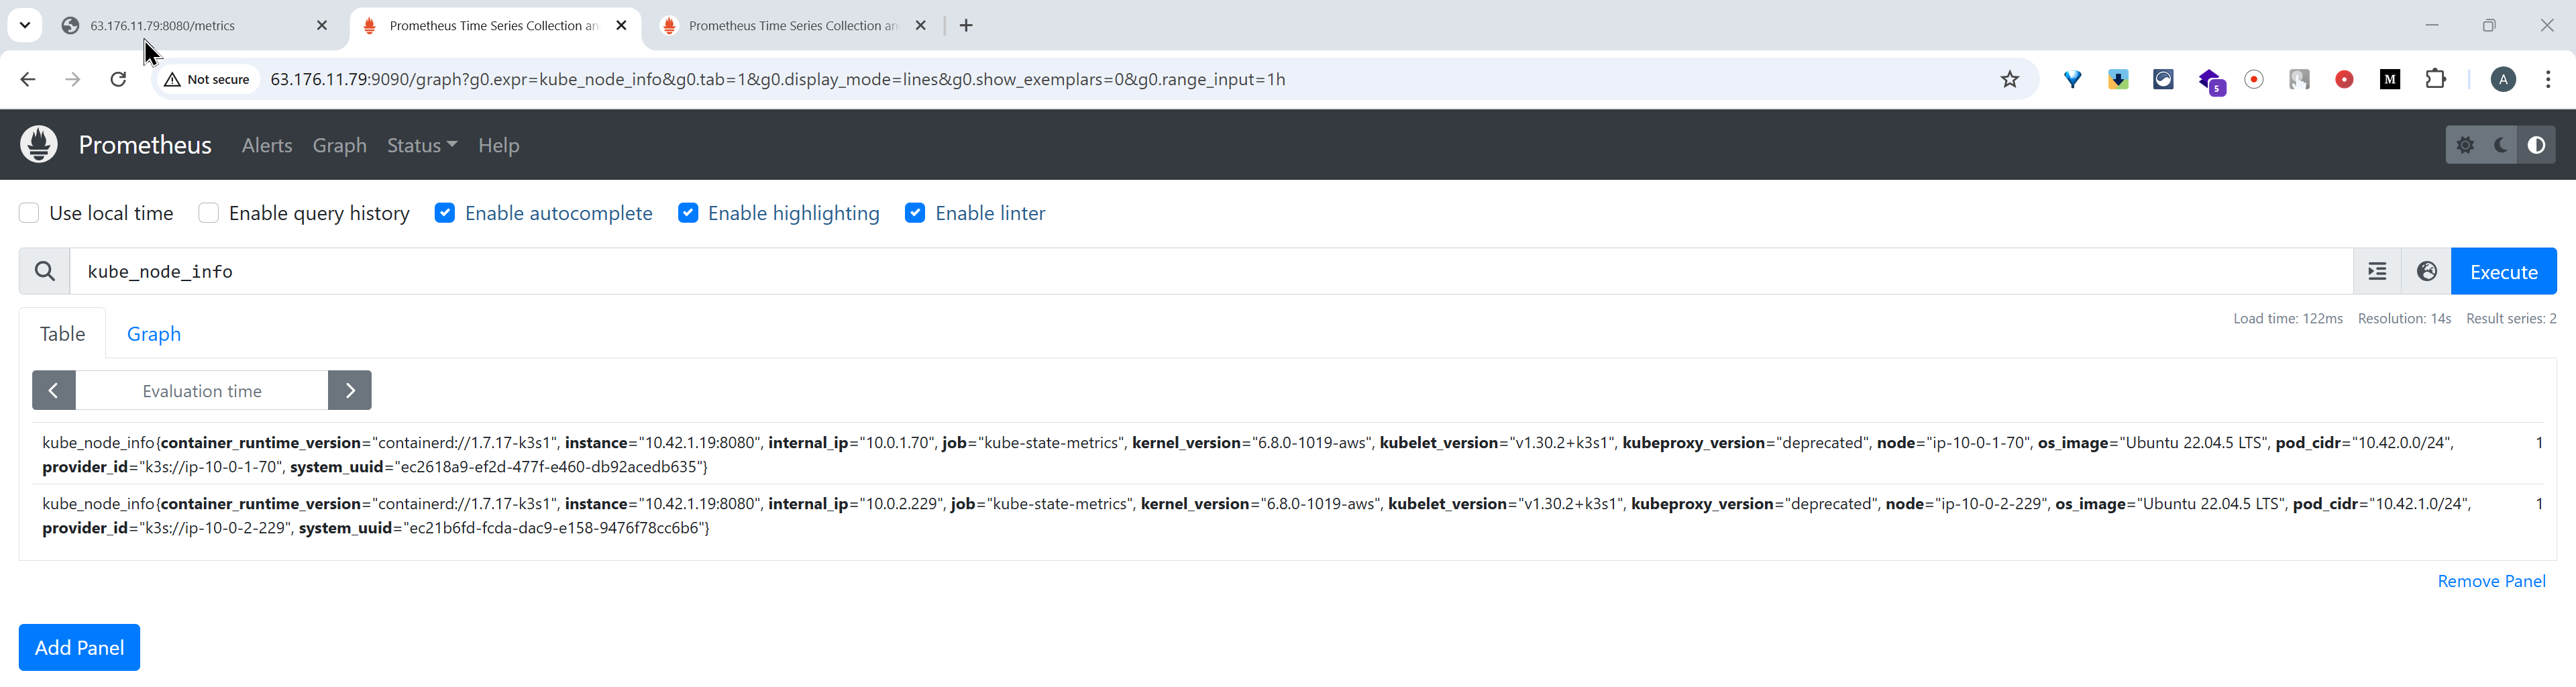 63.176.11.79:8080/metrics
Prometheus Time Series Collection an
Prometheus Time Series Collection an
Not secure
63.176.11.79:9090/graph?g0.expr=kube_node_info&g0.tab=1&g0.display_mode=lines&g0.show_exemplars=0&g0.range_input=1h
5
M
A
Prometheus Alerts Graph Status Help
Use local time Enable query history Enable autocomplete Enable highlighting Enable linter
kube_node_info
Execute
Table Graph
Load time: 122ms Resolution: 14s Result series: 2
Evaluation time
kube_node_info{container_runtime_version="containerd://1.7.17-k3s1", instance="10.42.1.19:8080", internal_ip="10.0.1.70", job="kube-state-metrics", kernel_version="6.8.0-1019-aws", kubelet_version="v1.30.2+k3s1", kubeproxy_version="deprecated", node="ip-10-0-1-70", os_image="Ubuntu 22.04.5 LTS", pod_cidr="10.42.0.0/24", 1
provider_id="k3s://ip-10-0-1-70", system_uuid="ec2618a9-ef2d-477f-e460-db92acedb635"}
kube_node_info{container_runtime_version="containerd://1.7.17-k3s1", instance="10.42.1.19:8080", internal_ip="10.0.2.229", job="kube-state-metrics", kernel_version="6.8.0-1019-aws", kubelet_version="v1.30.2+k3s1", kubeproxy_version="deprecated", node="ip-10-0-2-229", os_image="Ubuntu 22.04.5 LTS", pod_cidr="10.42.1.0/24", 1
provider_id="k3s://ip-10-0-2-229", system_uuid="ec21b6fd-fcda-dac9-e158-9476f78cc6b6"}
Remove Panel
Add Panel